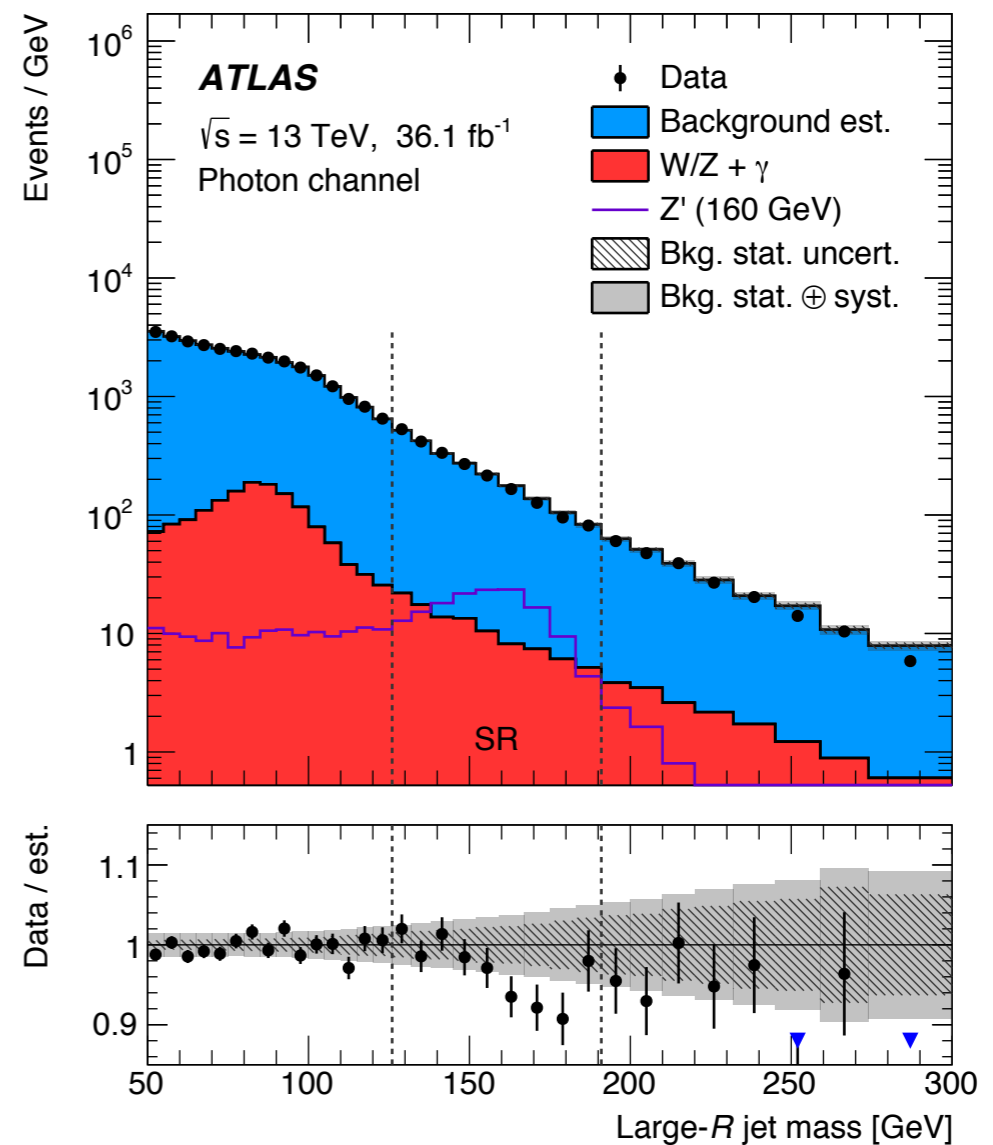 Events / GeV
10⁶
10⁵
10⁴
10³
10²
10
1
ATLAS
√s = 13 TeV, 36.1 fb⁻¹
Photon channel
Data
Background est.
W/Z + γ
Z' (160 GeV)
Bkg. stat. uncert.
Bkg. stat. ⊕ syst.
SR
Data / est.
1.1
1
0.9
50 100 150 200 250 300
Large-R jet mass [GeV]